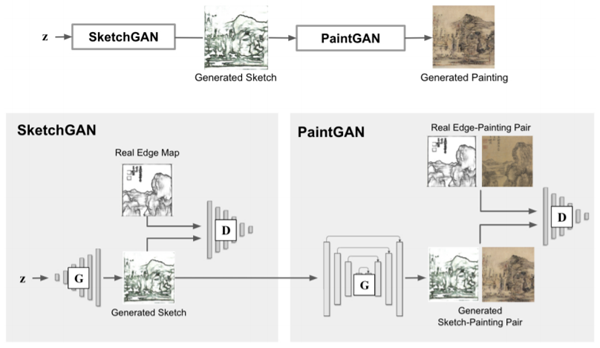 z
SketchGAN
PaintGAN
Generated Sketch
Generated Painting
SketchGAN
PaintGAN
Real Edge Map
D
z
G
Generated Sketch
Real Edge-Painting Pair
D
G
Generated
Sketch-Painting Pair